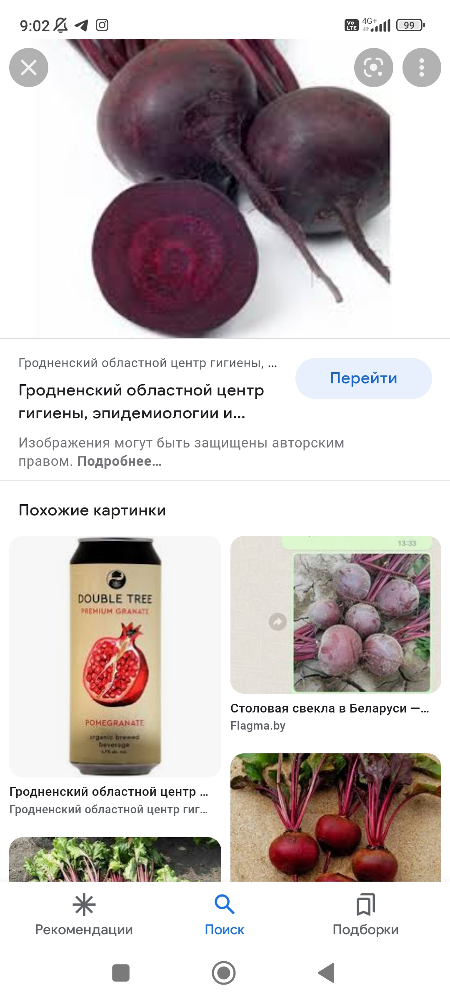 9:02
Vo
LTE
4G+
99
Гродненский областной центр гигиены, ...
Перейти
Гродненский областной центр
гигиены, эпидемиологии и...
Изображения могут быть защищены авторским
правом. Подробнее...
Похожие картинки
DOUBLE TREE
PREMIUM GRANATE
POMEGRANATE
organic brewed
beverage
13:33
Столовая свекла в Беларуси —...
Flagma.by
Гродненский областной центр ...
Гродненский областной центр гиг...
Рекомендации
Поиск
Подборки